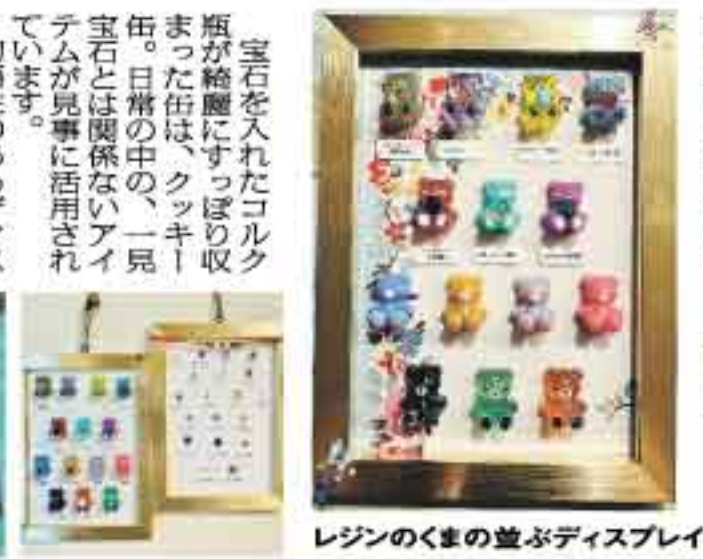 宝石を入れたコルク
瓶が綺麗にすっぽり収
まった缶は、クッキー
缶。日常の中の、一見
宝石とは関係ないアイ
テムが見事に活用され
ています。
レジンのくまの並ぶディスプレイ